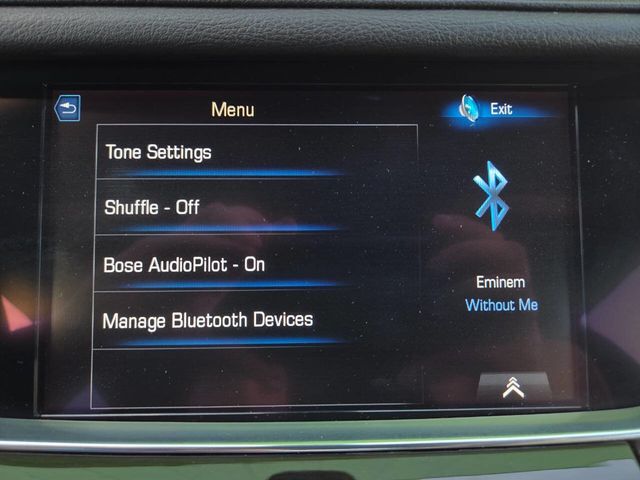 Menu
Exit
Tone Settings
Shuffle - Off
Bose AudioPilot - On
Manage Bluetooth Devices
Eminem
Without Me